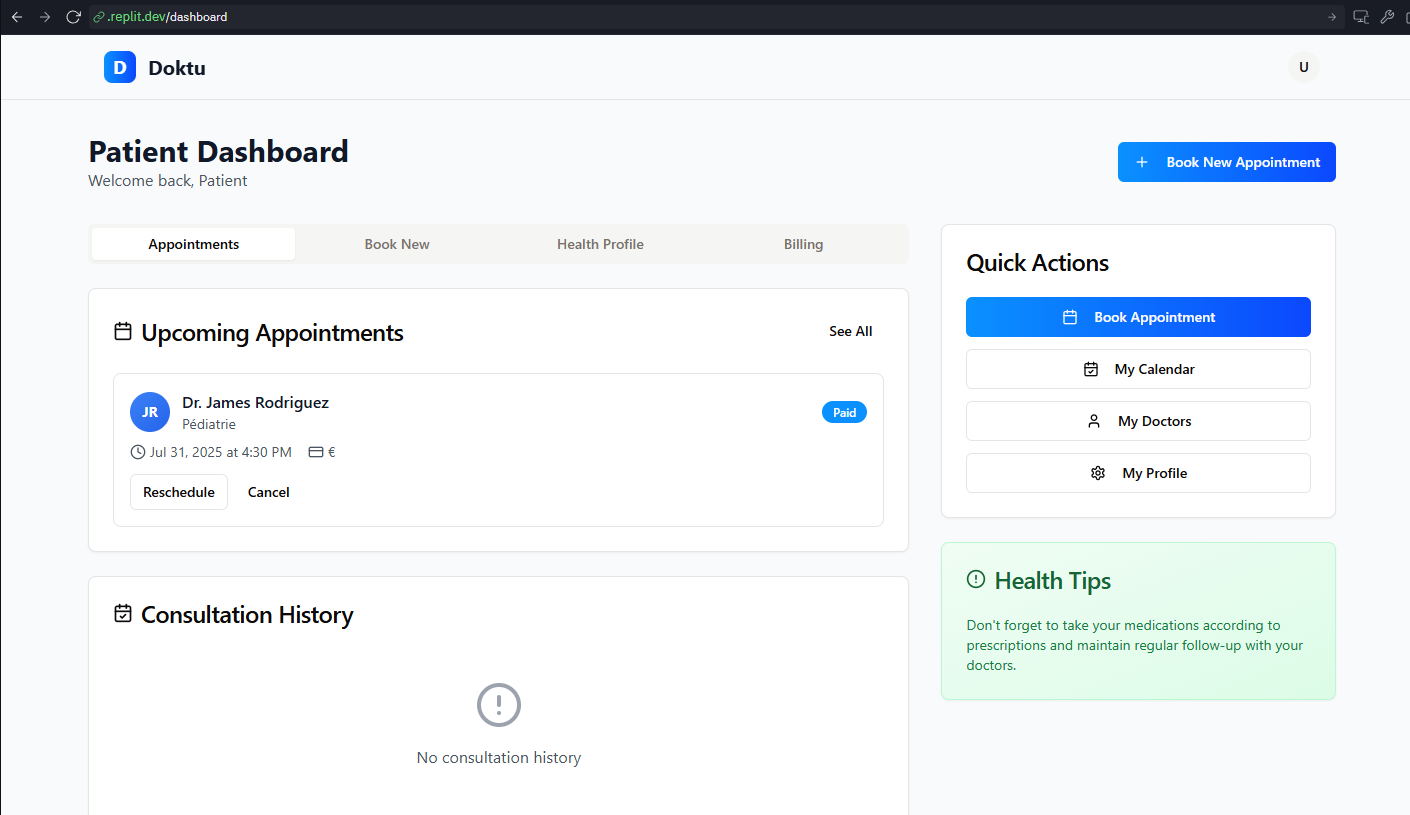 .replit.dev/dashboard
D Doktu
U
Patient Dashboard
Welcome back, Patient
+ Book New Appointment
Appointments Book New Health Profile Billing
Upcoming Appointments See All
JR Dr. James Rodriguez
Pédiatrie
Paid
Jul 31, 2025 at 4:30 PM €
Reschedule Cancel
Consultation History
No consultation history
Quick Actions
Book Appointment
My Calendar
My Doctors
My Profile
Health Tips
Don't forget to take your medications according to
prescriptions and maintain regular follow-up with your
doctors.